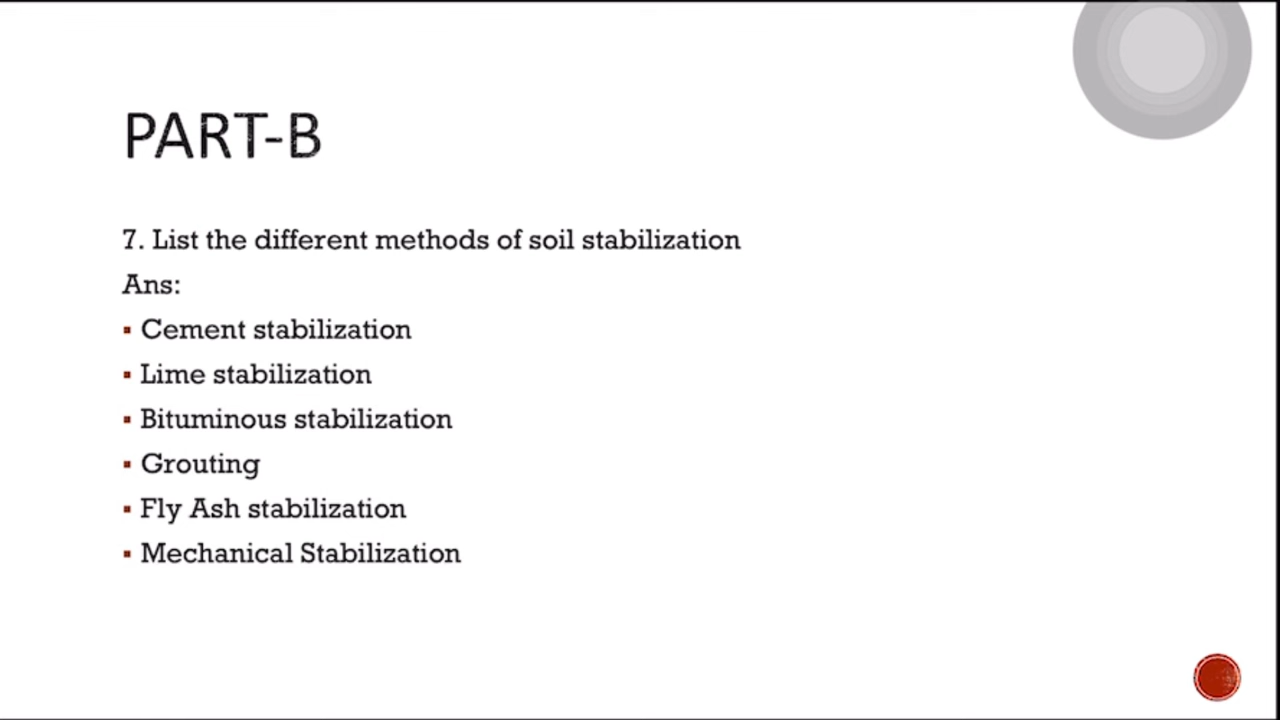 PART-B
7. List the different methods of soil stabilization
Ans:
▪ Cement stabilization
▪ Lime stabilization
▪ Bituminous stabilization
▪ Grouting
▪ Fly Ash stabilization
▪ Mechanical Stabilization